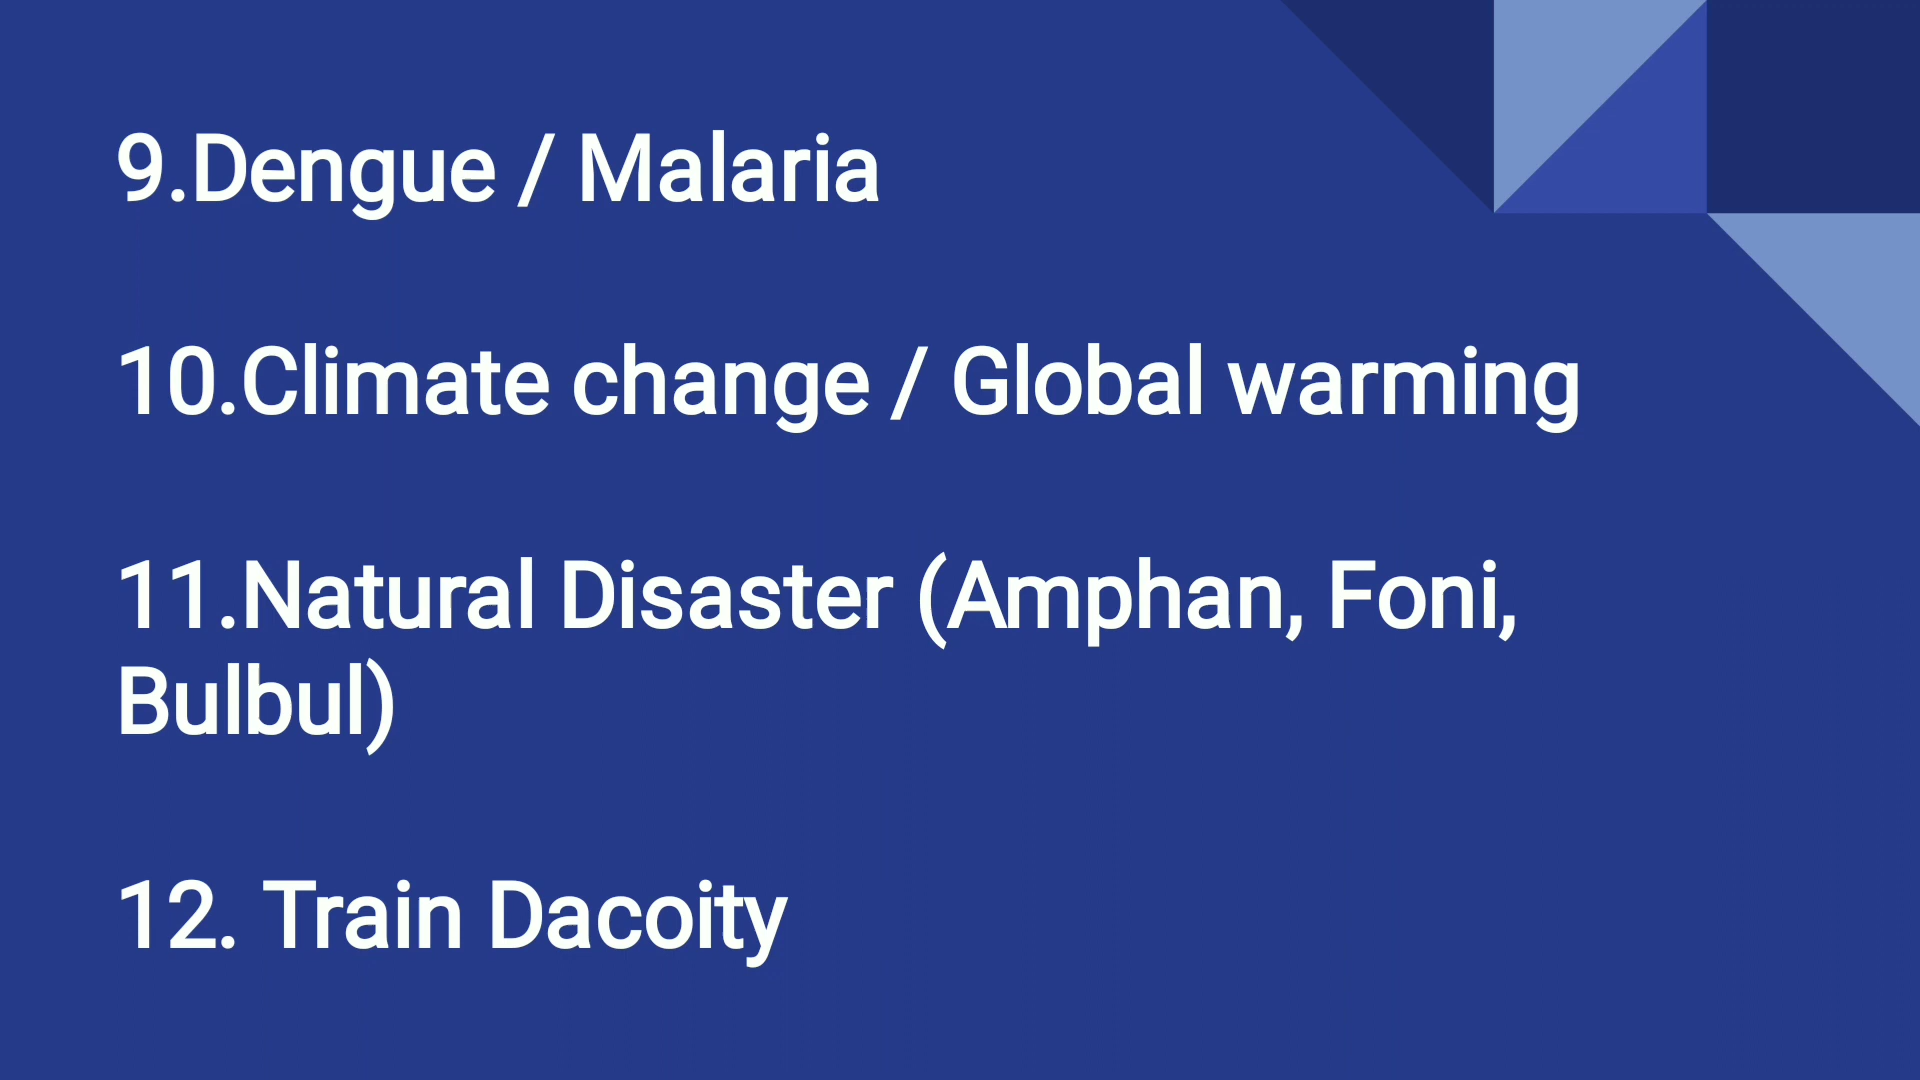 9.Dengue / Malaria
10.Climate change / Global warming
11.Natural Disaster (Amphan, Foni,
Bulbul)
12. Train Dacoity